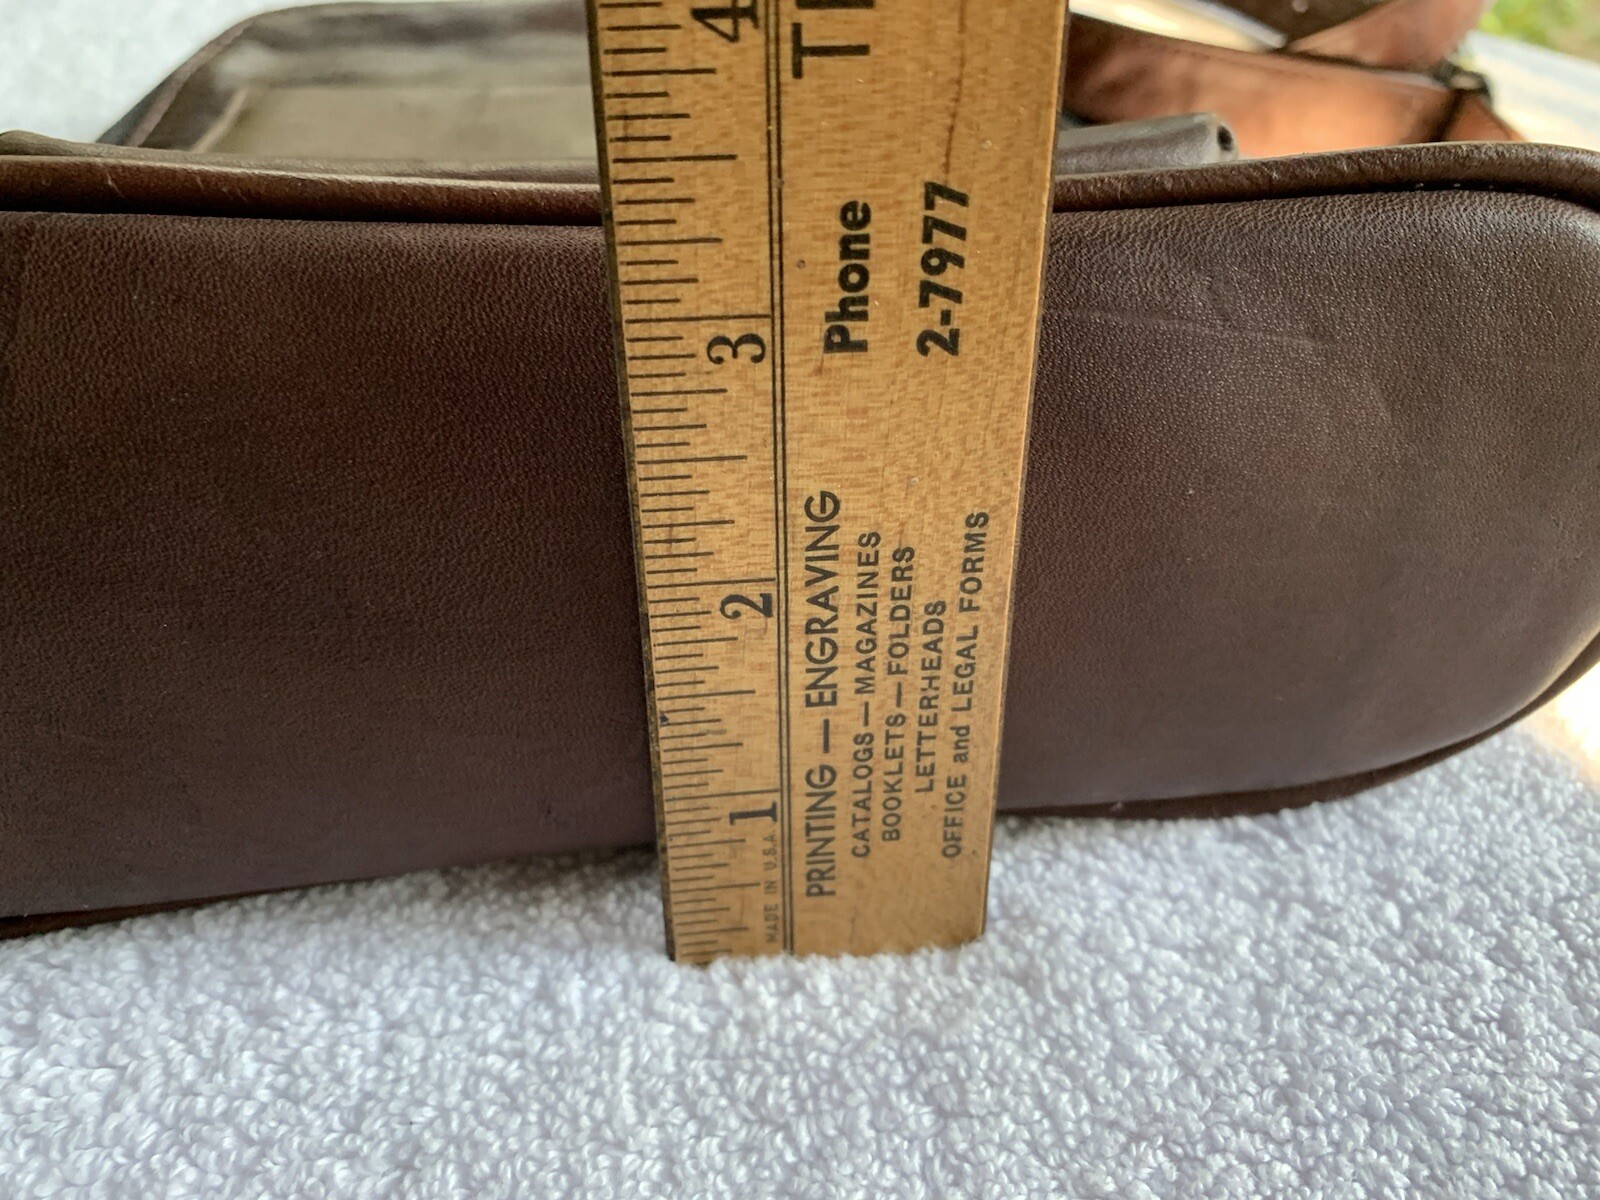 4
3
2
1
MADE IN U.S.A.
Phone
2-7977
PRINTING — ENGRAVING
CATALOGS — MAGAZINES
BOOKLETS — FOLDERS
LETTERHEADS
OFFICE and LEGAL FORMS